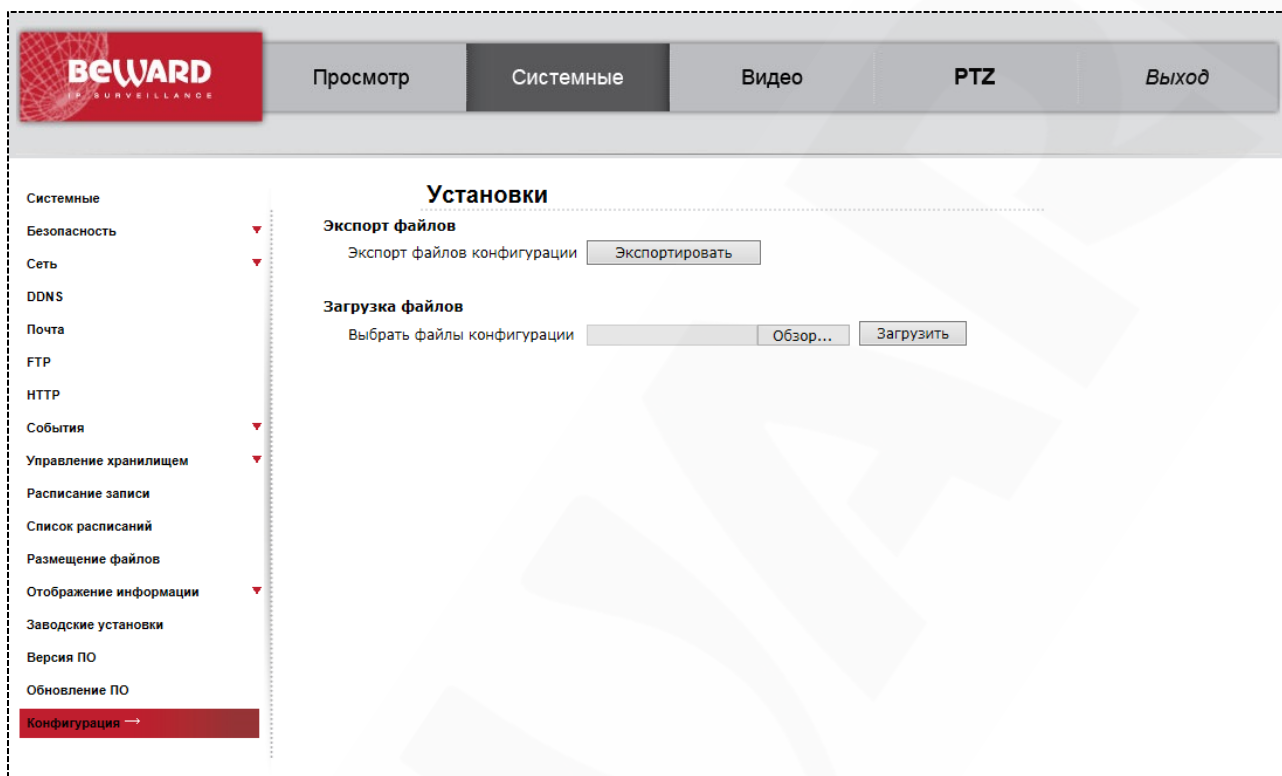 BEWARD
IP SURVEILLANCE
Просмотр
Системные
Видео
PTZ
Выход
Системные
Безопасность
Сеть
DDNS
Почта
FTP
HTTP
События
Управление хранилищем
Расписание записи
Список расписаний
Размещение файлов
Отображение информации
Заводские установки
Версия ПО
Обновление ПО
Конфигурация →
Установки
Экспорт файлов
Экспорт файлов конфигурации Экспортировать
Загрузка файлов
Выбрать файлы конфигурации Обзор... Загрузить